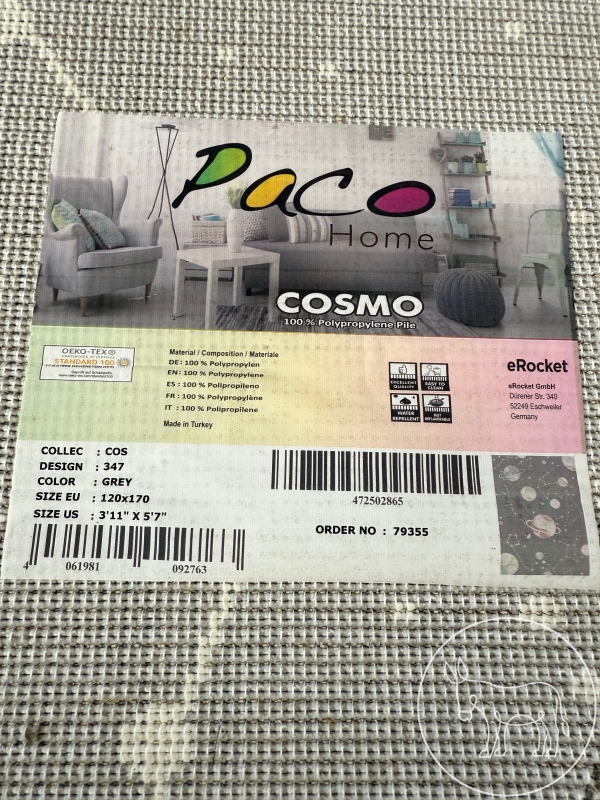 Paco
Home
COSMO
100 % Polypropylene Pile
OEKO-TEX®
STANDARD 100
Material / Composition / Materiale
DE: 100 % Polypropylen
EN: 100 % Polypropylene
ES : 100 % Polipropileno
FR : 100 % Polypropylène
IT : 100 % Polipropilene
Made in Turkey
EXCELLENT QUALITY
EASY TO CLEAN
WATER REPELLENT
NOT INFLAMMABLE
eRocket
eRocket GmbH
Dürener Str. 340
52249 Eschweiler
Germany
COLLEC : COS
DESIGN : 347
COLOR : GREY
SIZE EU : 120x170
SIZE US : 3'11" X 5'7"
4 061981 092763
472502865
ORDER NO : 79355